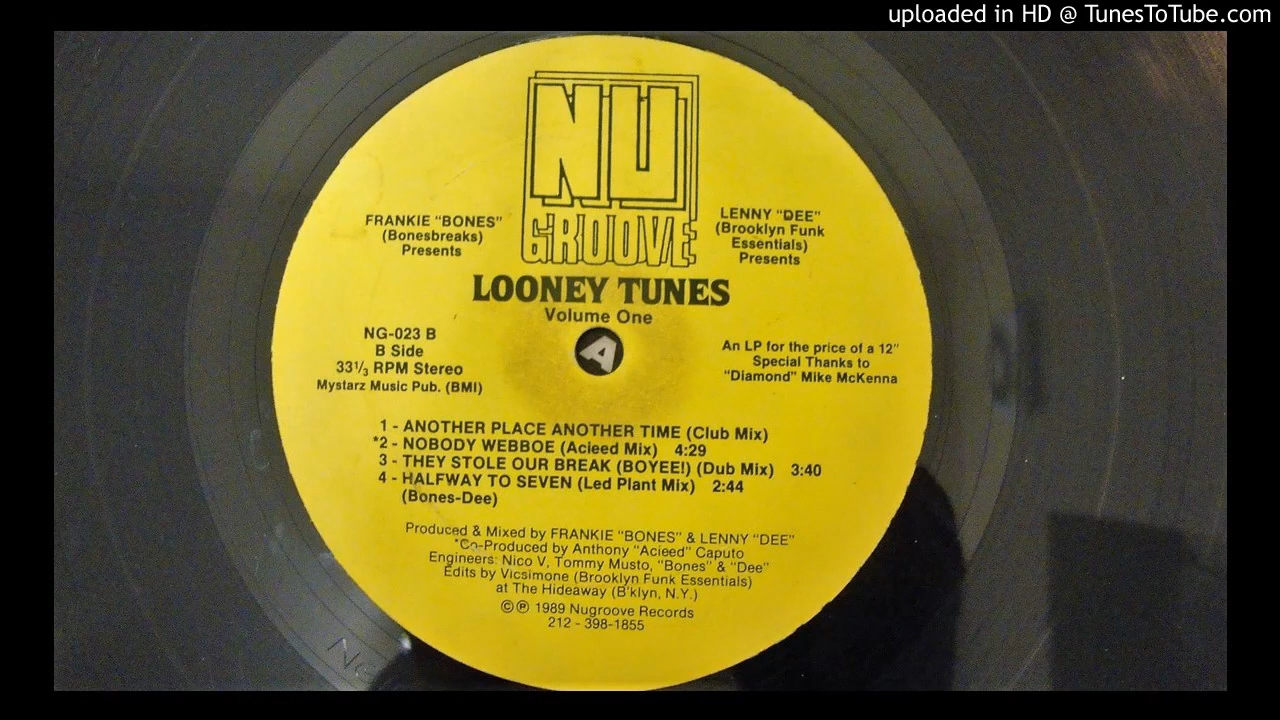 uploaded in HD @ TunesToTube.com
NU
GROOVE
FRANKIE "BONES"
(Bonesbreaks)
Presents
LENNY "DEE"
(Brooklyn Funk
Essentials)
Presents
LOONEY TUNES
Volume One
NG-023 B
B Side
33⅓ RPM Stereo
Mystarz Music Pub. (BMI)
A
An LP for the price of a 12"
Special Thanks to
"Diamond" Mike McKenna
1 - ANOTHER PLACE ANOTHER TIME (Club Mix)
*2 - NOBODY WEBBOE (Acieed Mix) 4:29
3 - THEY STOLE OUR BREAK (BOYEE!) (Dub Mix) 3:40
4 - HALFWAY TO SEVEN (Led Plant Mix) 2:44
(Bones-Dee)
Produced & Mixed by FRANKIE "BONES" & LENNY "DEE"
*Co-Produced by Anthony "Acieed" Caputo
Engineers: Nico V, Tommy Musto, "Bones" & "Dee"
Edits by Vicsimone (Brooklyn Funk Essentials)
at The Hideaway (B'klyn, N.Y.)
©℗ 1989 Nugroove Records
212 - 398-1855